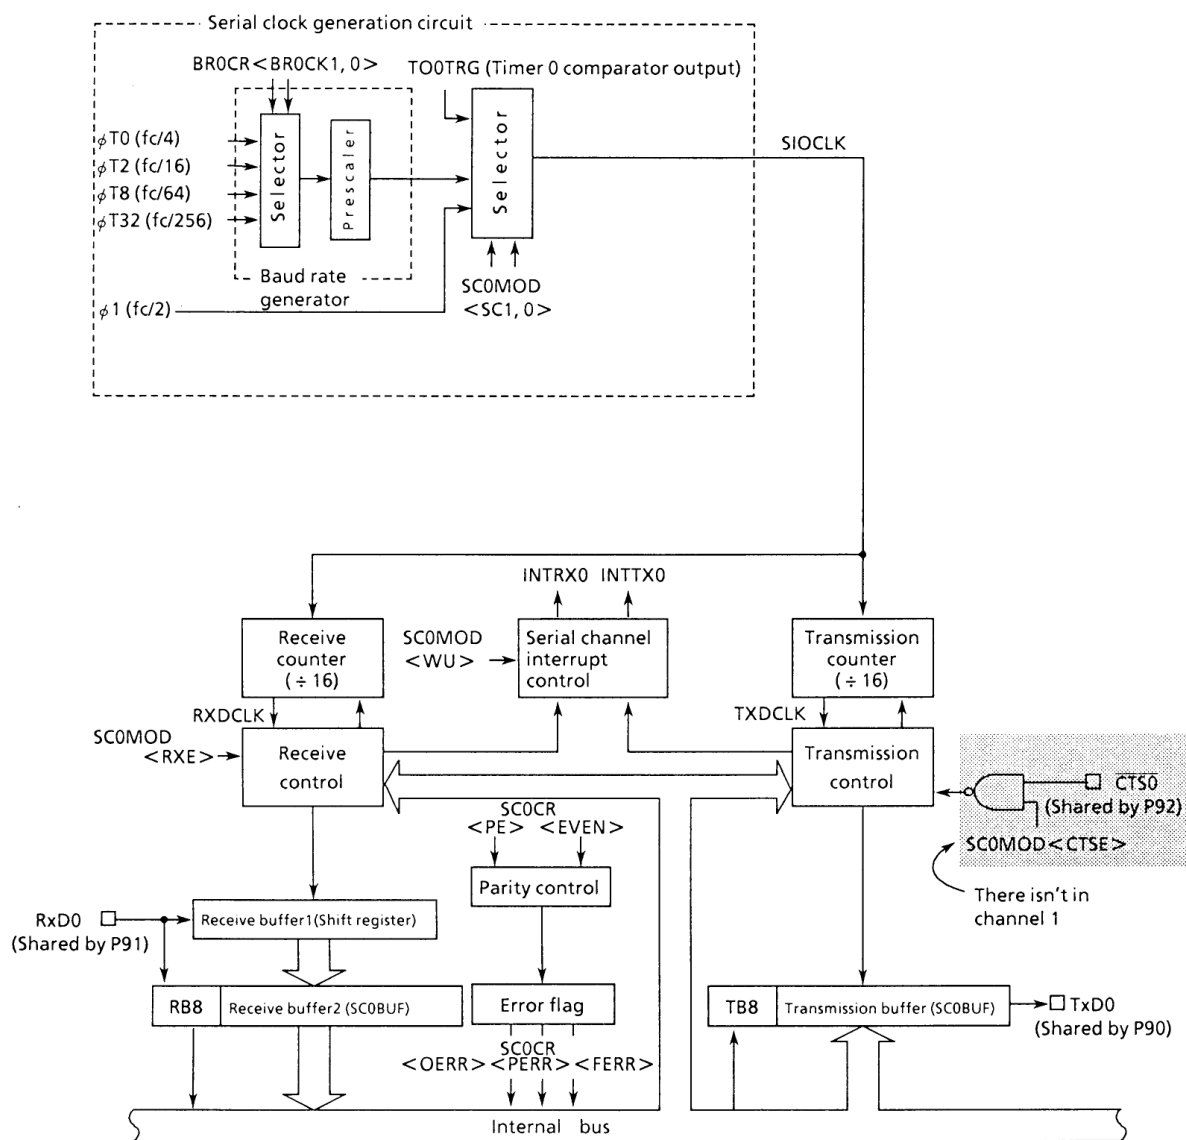 Serial clock generation circuit
BR0CR<BR0CK1, 0>
TO0TRG (Timer 0 comparator output)
φT0 (fc/4)
φT2 (fc/16)
φT8 (fc/64)
φT32 (fc/256)
Selector
Prescaler
Selector
SIOCLK
Baud rate
generator
SC0MOD
<SC1, 0>
φ1 (fc/2)
INTRX0 INTTX0
Receive
counter
(÷16)
SC0MOD
<WU>
Serial channel
interrupt
control
Transmission
counter
(÷16)
RXDCLK
TXDCLK
SC0MOD
<RXE>
Receive
control
Transmission
control
CTS0
(Shared by P92)
SC0MOD<CTSE>
SC0CR
<PE> <EVEN>
Parity control
There isn't in
channel 1
RxD0
(Shared by P91)
Receive buffer1(Shift register)
RB8 Receive buffer2 (SC0BUF)
Error flag
TB8 Transmission buffer (SC0BUF)
TxD0
(Shared by P90)
SC0CR
<OERR> <PERR> <FERR>
Internal bus